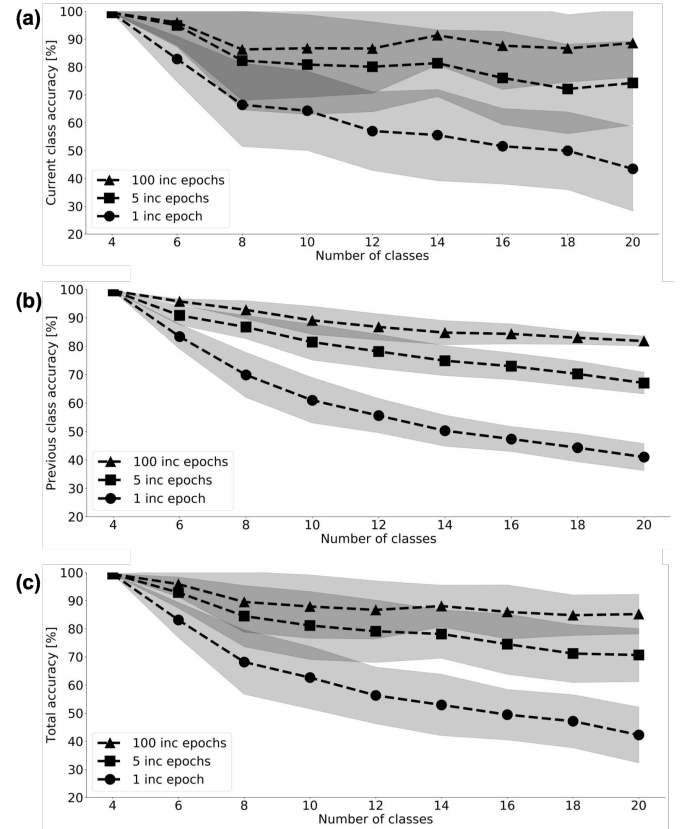 (a)
Current class accuracy [%]
100
90
80
70
60
50
40
30
20
100 inc epochs
5 inc epochs
1 inc epoch
4 6 8 10 12 14 16 18 20
Number of classes
(b)
Previous class accuracy [%]
100
90
80
70
60
50
40
30
20
100 inc epochs
5 inc epochs
1 inc epoch
4 6 8 10 12 14 16 18 20
Number of classes
(c)
Total accuracy [%]
100
90
80
70
60
50
40
30
20
100 inc epochs
5 inc epochs
1 inc epoch
4 6 8 10 12 14 16 18 20
Number of classes